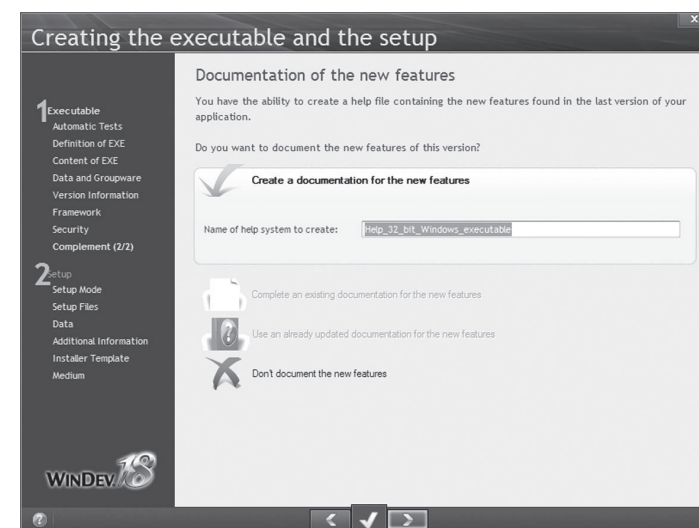 Creating the executable and the setup
1 Executable
Automatic Tests
Definition of EXE
Content of EXE
Data and Groupware
Version Information
Framework
Security
Complement (2/2)
2 Setup
Setup Mode
Setup Files
Data
Additional Information
Installer Template
Medium
WINDEV 18
Documentation of the new features
You have the ability to create a help file containing the new features found in the last version of your
application.
Do you want to document the new features of this version?
Create a documentation for the new features
Name of help system to create: Help_32_bit_Windows_executable
Complete an existing documentation for the new features
Use an already updated documentation for the new features
Don't document the new features